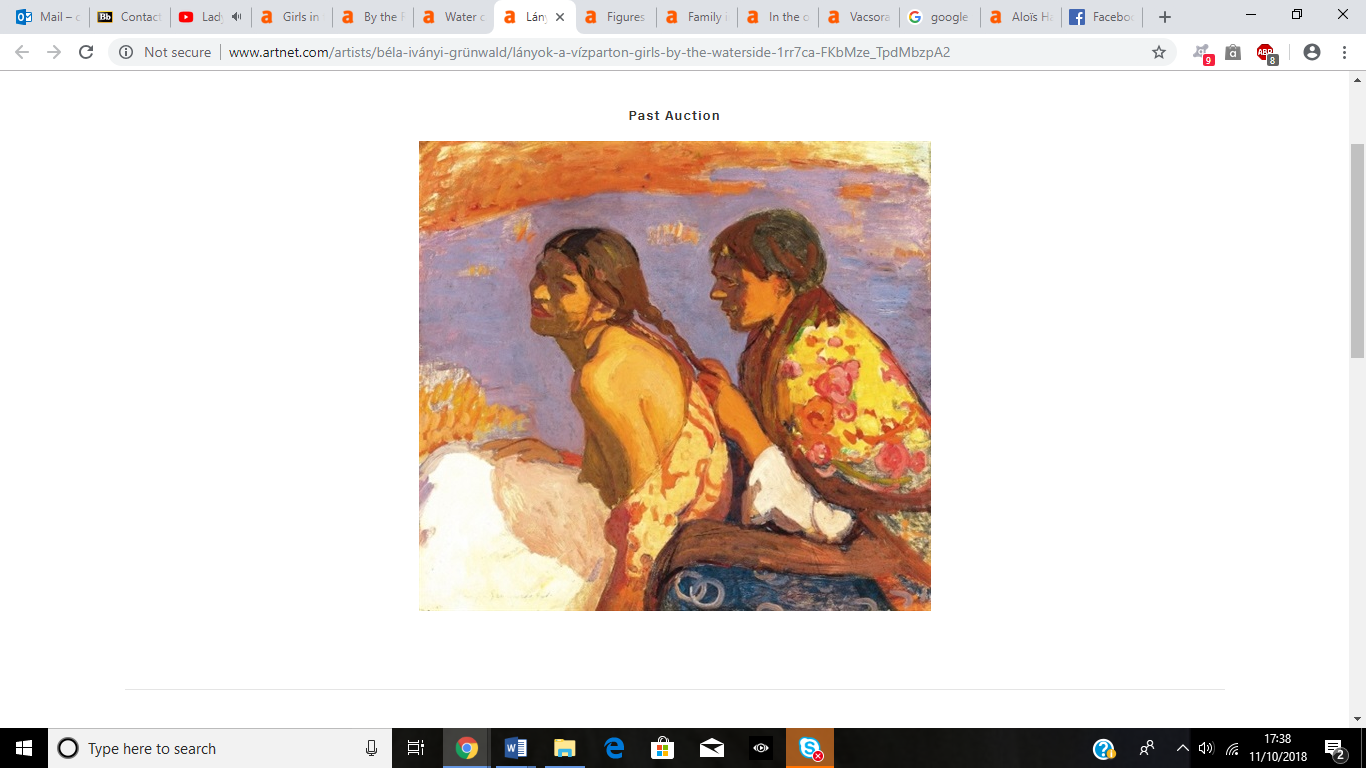 Mail – c
Contact
Lady
Girls in
By the F
Water c
Lány
Figures
Family i
In the o
Vacsora
google
Aloïs Ha
Faceboo
Not secure
www.artnet.com/artists/béla-iványi-grünwald/lányok-a-vízparton-girls-by-the-waterside-1rr7ca-FKbMze_TpdMbzpA2
9
ABP
8
Past Auction
Type here to search
17:38
11/10/2018
2